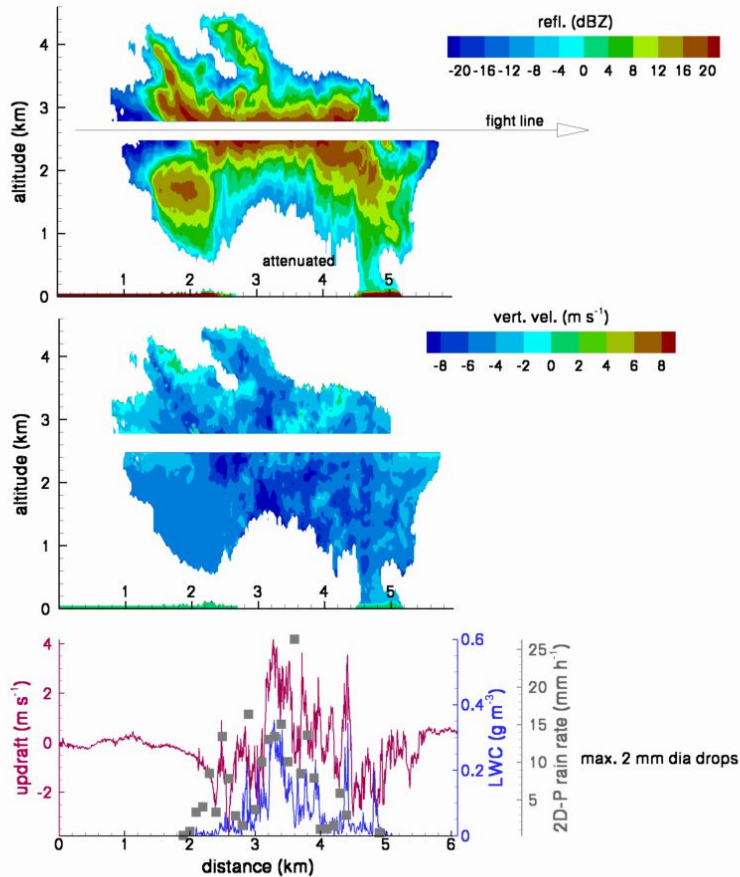 refl. (dBZ)
-20 -16 -12 -8 -4 0 4 8 12 16 20
altitude (km)
4
3
2
1
0
fight line
attenuated
1 2 3 4 5
vert. vel. (m s⁻¹)
-8 -6 -4 -2 0 2 4 6 8
altitude (km)
4
3
2
1
0
1 2 3 4 5
updraft (m s⁻¹)
4
2
0
-2
LWC (g m⁻³)
0.6
0.4
0.2
0
2D-P rain rate (mm h⁻¹)
25
20
15
10
5
max. 2 mm dia drops
0 1 2 3 4 5 6
distance (km)